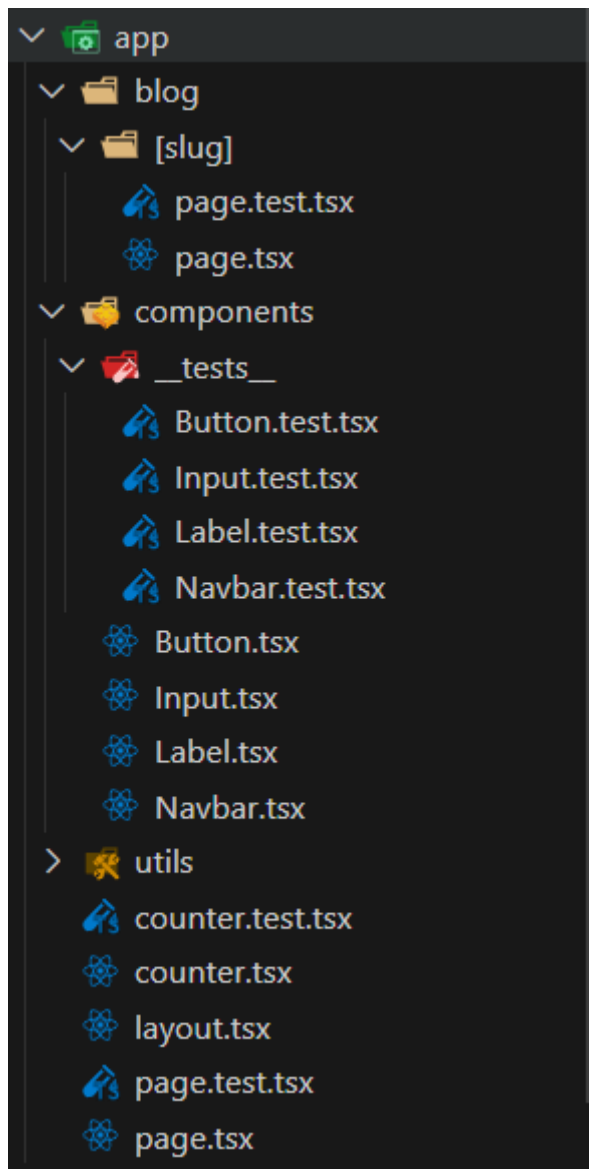 app
blog
[slug]
page.test.tsx
page.tsx
components
__tests__
Button.test.tsx
Input.test.tsx
Label.test.tsx
Navbar.test.tsx
Button.tsx
Input.tsx
Label.tsx
Navbar.tsx
utils
counter.test.tsx
counter.tsx
layout.tsx
page.test.tsx
page.tsx